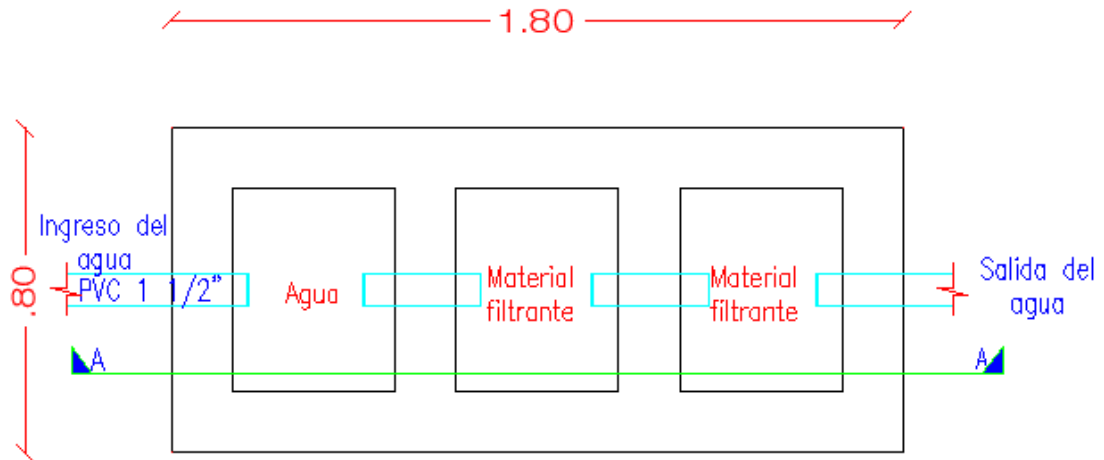 1.80
.80
Ingreso del
agua
PVC 1 1/2"
Agua
Material
filtrante
Material
filtrante
Salida del
agua
A
A